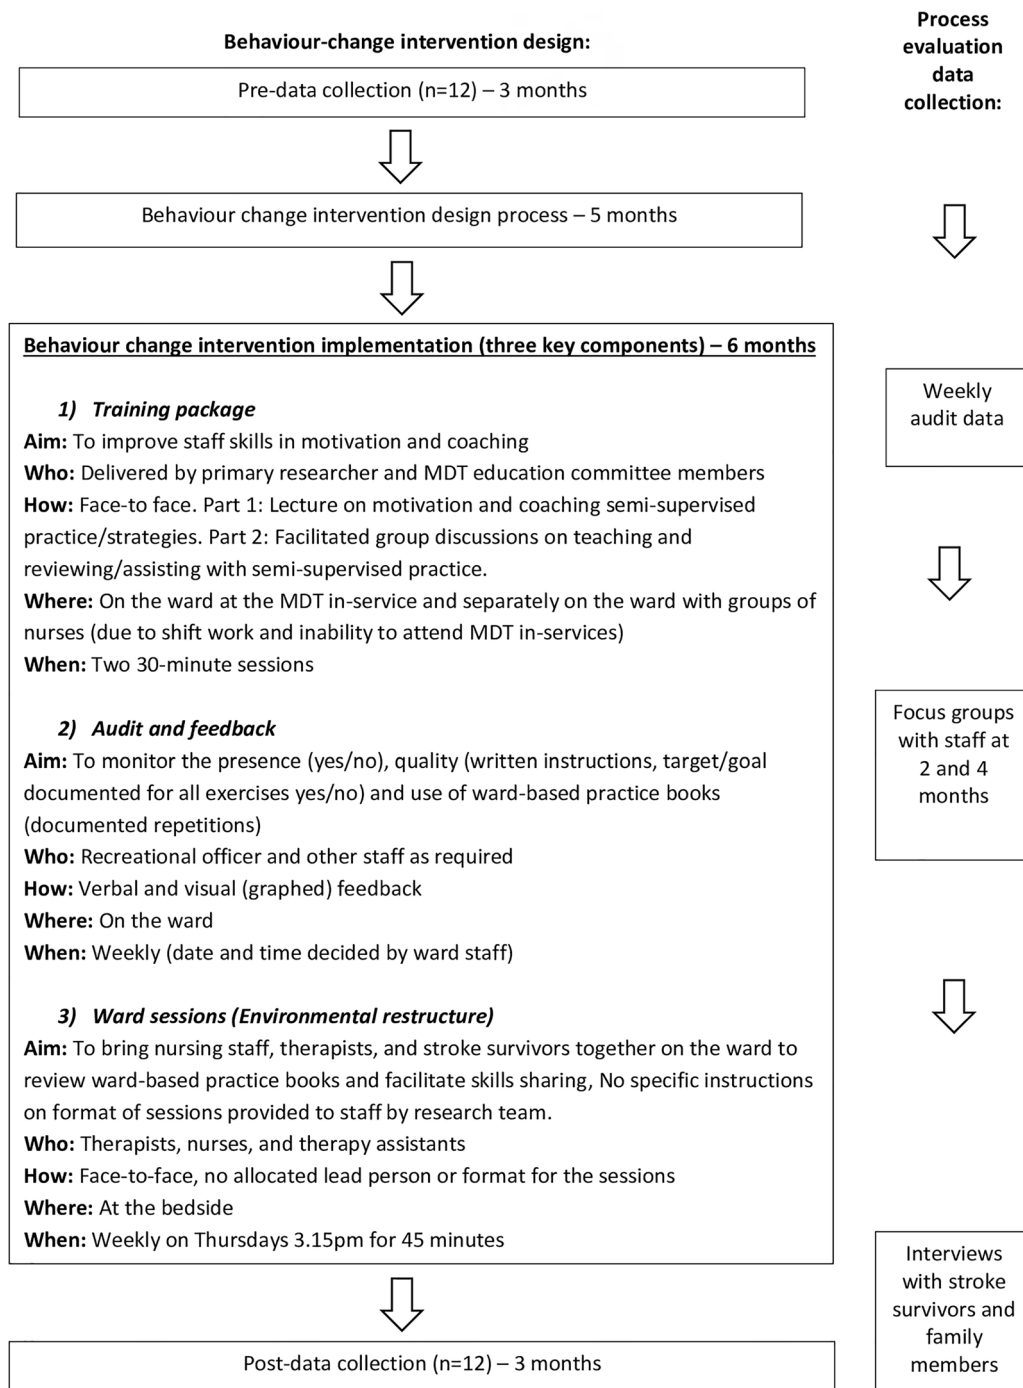 Behaviour-change intervention design:
Pre-data collection (n=12) – 3 months
Behaviour change intervention design process – 5 months
Behaviour change intervention implementation (three key components) – 6 months
1) Training package
Aim: To improve staff skills in motivation and coaching
Who: Delivered by primary researcher and MDT education committee members
How: Face-to face. Part 1: Lecture on motivation and coaching semi-supervised
practice/strategies. Part 2: Facilitated group discussions on teaching and
reviewing/assisting with semi-supervised practice.
Where: On the ward at the MDT in-service and separately on the ward with groups of
nurses (due to shift work and inability to attend MDT in-services)
When: Two 30-minute sessions
2) Audit and feedback
Aim: To monitor the presence (yes/no), quality (written instructions, target/goal
documented for all exercises yes/no) and use of ward-based practice books
(documented repetitions)
Who: Recreational officer and other staff as required
How: Verbal and visual (graphed) feedback
Where: On the ward
When: Weekly (date and time decided by ward staff)
3) Ward sessions (Environmental restructure)
Aim: To bring nursing staff, therapists, and stroke survivors together on the ward to
review ward-based practice books and facilitate skills sharing, No specific instructions
on format of sessions provided to staff by research team.
Who: Therapists, nurses, and therapy assistants
How: Face-to-face, no allocated lead person or format for the sessions
Where: At the bedside
When: Weekly on Thursdays 3.15pm for 45 minutes
Post-data collection (n=12) – 3 months
Process
evaluation
data
collection:
Weekly
audit data
Focus groups
with staff at
2 and 4
months
Interviews
with stroke
survivors and
family
members